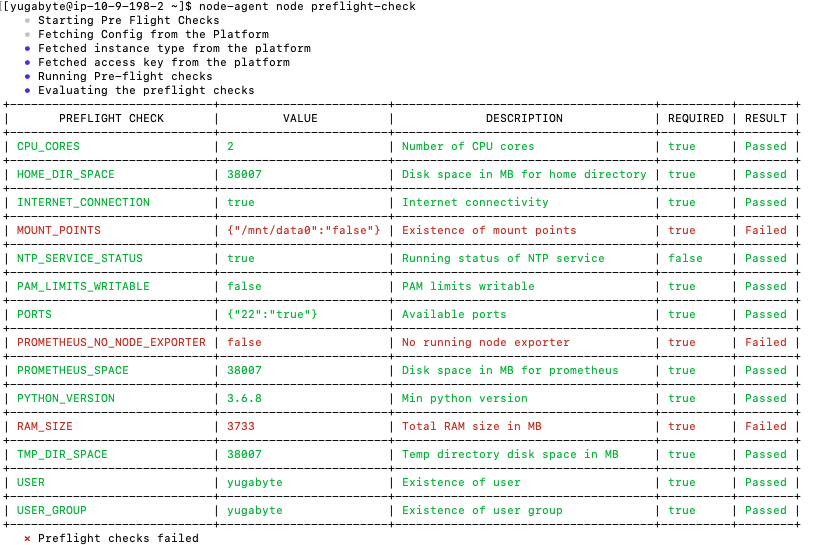 [[yugabyte@ip-10-9-198-2 ~]$ node-agent node preflight-check
• Starting Pre Flight Checks
• Fetching Config from the Platform
• Fetched instance type from the platform
• Fetched access key from the platform
• Running Pre-flight checks
• Evaluating the preflight checks
| PREFLIGHT CHECK | VALUE | DESCRIPTION | REQUIRED | RESULT |
| CPU_CORES | 2 | Number of CPU cores | true | Passed |
| HOME_DIR_SPACE | 38007 | Disk space in MB for home directory | true | Passed |
| INTERNET_CONNECTION | true | Internet connectivity | true | Passed |
| MOUNT_POINTS | {"/mnt/data0":"false"} | Existence of mount points | true | Failed |
| NTP_SERVICE_STATUS | true | Running status of NTP service | false | Passed |
| PAM_LIMITS_WRITABLE | false | PAM limits writable | true | Passed |
| PORTS | {"22":"true"} | Available ports | true | Passed |
| PROMETHEUS_NO_NODE_EXPORTER | false | No running node exporter | true | Failed |
| PROMETHEUS_SPACE | 38007 | Disk space in MB for prometheus | true | Passed |
| PYTHON_VERSION | 3.6.8 | Min python version | true | Passed |
| RAM_SIZE | 3733 | Total RAM size in MB | true | Failed |
| TMP_DIR_SPACE | 38007 | Temp directory disk space in MB | true | Passed |
| USER | yugabyte | Existence of user | true | Passed |
| USER_GROUP | yugabyte | Existence of user group | true | Passed |
× Preflight checks failed